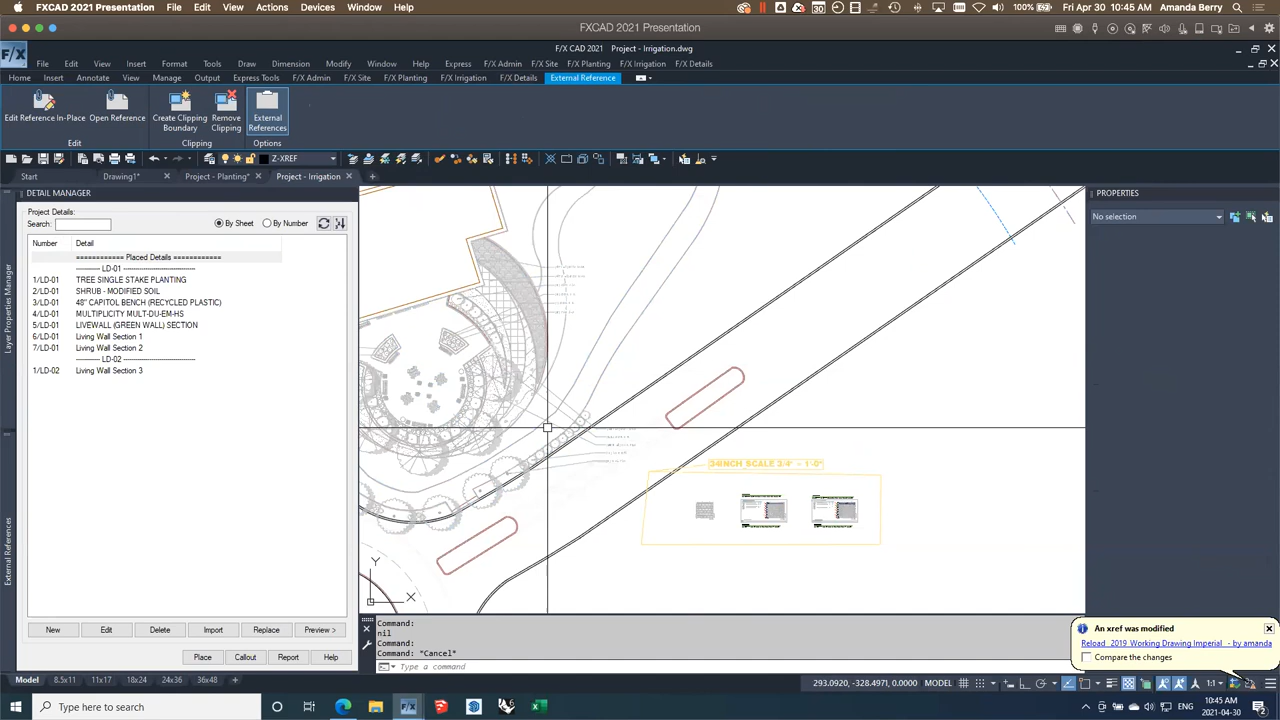 FXCAD 2021 Presentation File Edit View Actions Devices Window Help
Fri Apr 30 10:45 AM Amanda Berry
FXCAD 2021 Presentation
F/X CAD 2021 Project - Irrigation.dwg
F/X
File Edit View Insert Format Tools Draw Dimension Modify Window Help Express F/X Admin F/X Site F/X Planting F/X Irrigation F/X Details
Home Insert Annotate View Manage Output Express Tools F/X Admin F/X Site F/X Planting F/X Irrigation F/X Details External Reference
Edit Reference In-Place
Open Reference
Create Clipping Boundary
Remove Clipping
External References
Edit
Clipping
Options
Z-XREF
Start Drawing1* Project - Planting* Project - Irrigation
DETAIL MANAGER
Project Details:
Search:
By Sheet By Number
Number Detail
============ Placed Details ============
---------- LD-01 ---------------------------------
1/LD-01 TREE SINGLE STAKE PLANTING
2/LD-01 SHRUB - MODIFIED SOIL
3/LD-01 48" CAPITOL BENCH (RECYCLED PLASTIC)
4/LD-01 MULTIPLICITY MULT-DU-EM-HS
5/LD-01 LIVEWALL (GREEN WALL) SECTION
6/LD-01 Living Wall Section 1
7/LD-01 Living Wall Section 2
---------- LD-02 ---------------------------------
1/LD-02 Living Wall Section 3
New Edit Delete Import Replace Preview >
Place Callout Report Help
Layer Properties Manager
External References
Y
X
PROPERTIES
No selection
Command:
nil
Command:
Command: *Cancel*
Type a command
An xref was modified
Reload _2019 Working Drawing Imperial_ - by amanda
Compare the changes
Model 8.5x11 11x17 18x24 24x36 36x48 +
293.0920, -328.4971, 0.0000 MODEL
1:1
Type here to search
F/X
ENG
10:45 AM
2021-04-30
2